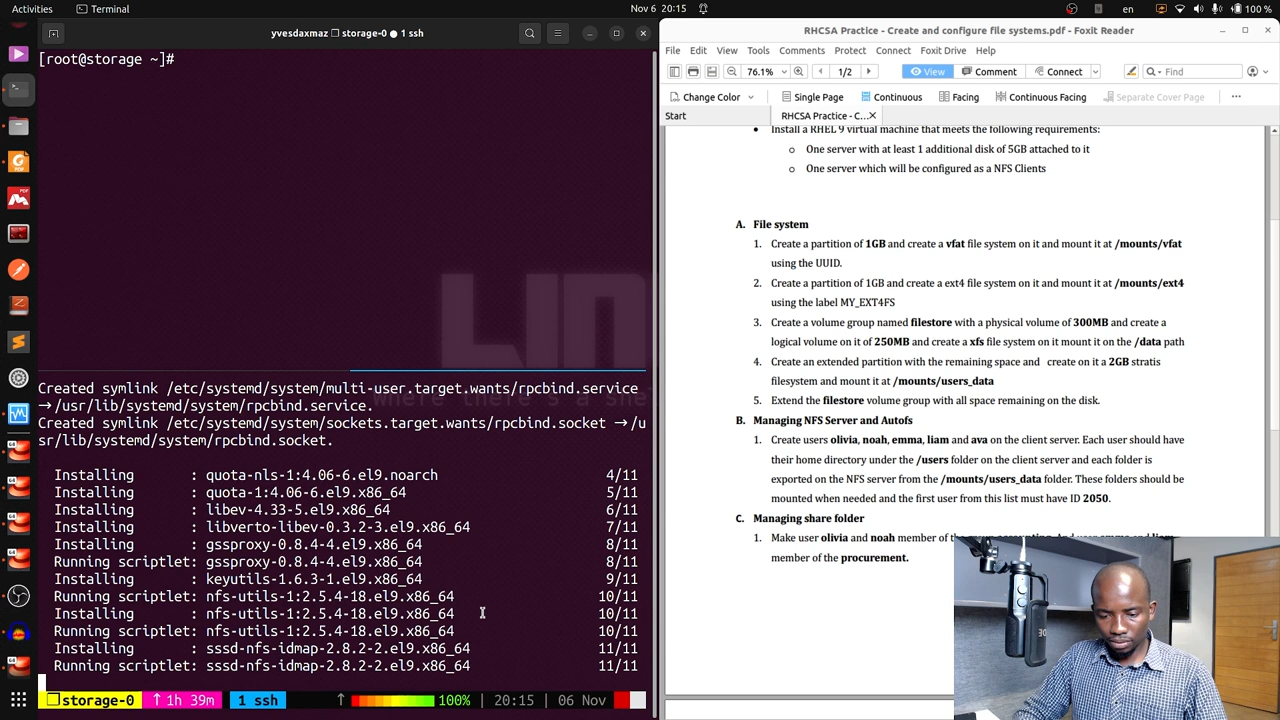 Activities
Terminator
Nov 6
100 %
yvesdaxmaz: storage-0 ● 1 ssh
[root@storage ~]#
Created symlink /etc/systemd/system/multi-user.target.wants/rpcbind.service
→/usr/lib/systemd/system/rpcbind.service.
Created symlink /etc/systemd/system/sockets.target.wants/rpcbind.socket →/u
sr/lib/systemd/system/rpcbind.socket.
Installing : quota-nls-1:4.06-6.el9.noarch 4/11
Installing : quota-1:4.06-6.el9.x86_64 5/11
Installing : libev-4.33-5.el9.x86_64 6/11
Installing : libverto-libev-0.3.2-3.el9.x86_64 7/11
Installing : gssproxy-0.8.4-4.el9.x86_64 8/11
Running scriptlet: gssproxy-0.8.4-4.el9.x86_64 8/11
Installing : keyutils-1.6.3-1.el9.x86_64 9/11
Running scriptlet: nfs-utils-1:2.5.4-18.el9.x86_64 10/11
Installing : nfs-utils-1:2.5.4-18.el9.x86_64 10/11
Running scriptlet: nfs-utils-1:2.5.4-18.el9.x86_64 10/11
Installing : sssd-nfs-idmap-2.8.2-2.el9.x86_64 11/11
Running scriptlet: sssd-nfs-idmap-2.8.2-2.el9.x86_64 11/11
storage-0 ↑ 1h 39m 1 ssh ↑ 100% | 20:15 | 06 Nov
RHCSA Practice - Create and configure file systems.pdf - Foxit Reader
File Edit View Tools Comments Protect Connect Foxit Drive Help
76.1% 1/2 View Comment Connect Find
Change Color Single Page Continuous Facing Continuous Facing Separate Cover Page ...
Start RHCSA Practice - C... ×
• Install a RHEL 9 virtual machine that meets the following requirements:
o One server with at least 1 additional disk of 5GB attached to it
o One server which will be configured as a NFS Clients
A. File system
1. Create a partition of 1GB and create a vfat file system on it and mount it at /mounts/vfat
using the UUID.
2. Create a partition of 1GB and create a ext4 file system on it and mount it at /mounts/ext4
using the label MY_EXT4FS
3. Create a volume group named filestore with a physical volume of 300MB and create a
logical volume on it of 250MB and create a xfs file system on it mount it on the /data path
4. Create an extended partition with the remaining space and create on it a 2GB stratis
filesystem and mount it at /mounts/users_data
5. Extend the filestore volume group with all space remaining on the disk.
B. Managing NFS Server and Autofs
1. Create users olivia, noah, emma, liam and ava on the client server. Each user should have
their home directory under the /users folder on the client server and each folder is
exported on the NFS server from the /mounts/users_data folder. These folders should be
mounted when needed and the first user from this list must have ID 2050.
C. Managing share folder
1. Make user olivia and noah member of
member of the procurement.